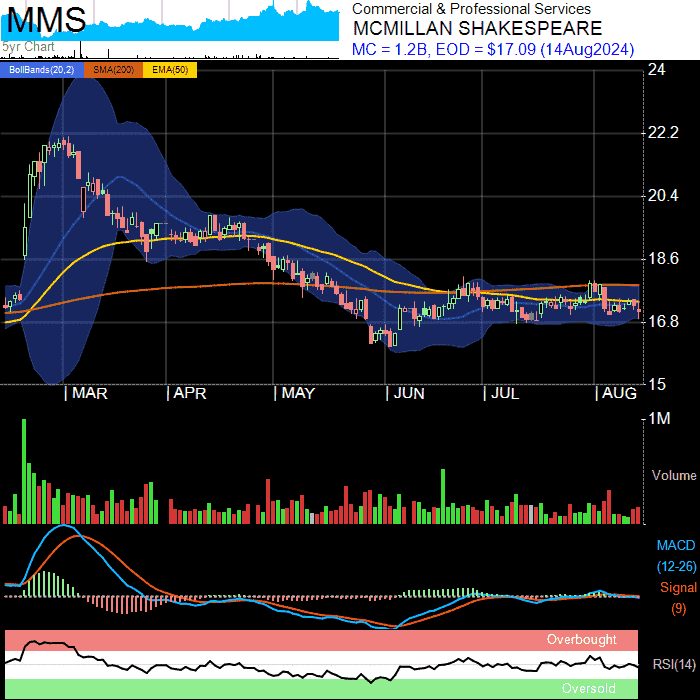 MMS
5yr Chart
Commercial & Professional Services
MCMILLAN SHAKESPEARE
MC = 1.2B, EOD = $17.09 (14Aug2024)
BollBands(20,2) SMA(200) EMA(50)
24
22.2
20.4
18.6
16.8
15
MAR APR MAY JUN JUL AUG
1M
Volume
MACD
(12-26)
Signal
(9)
Overbought
RSI(14)
Oversold